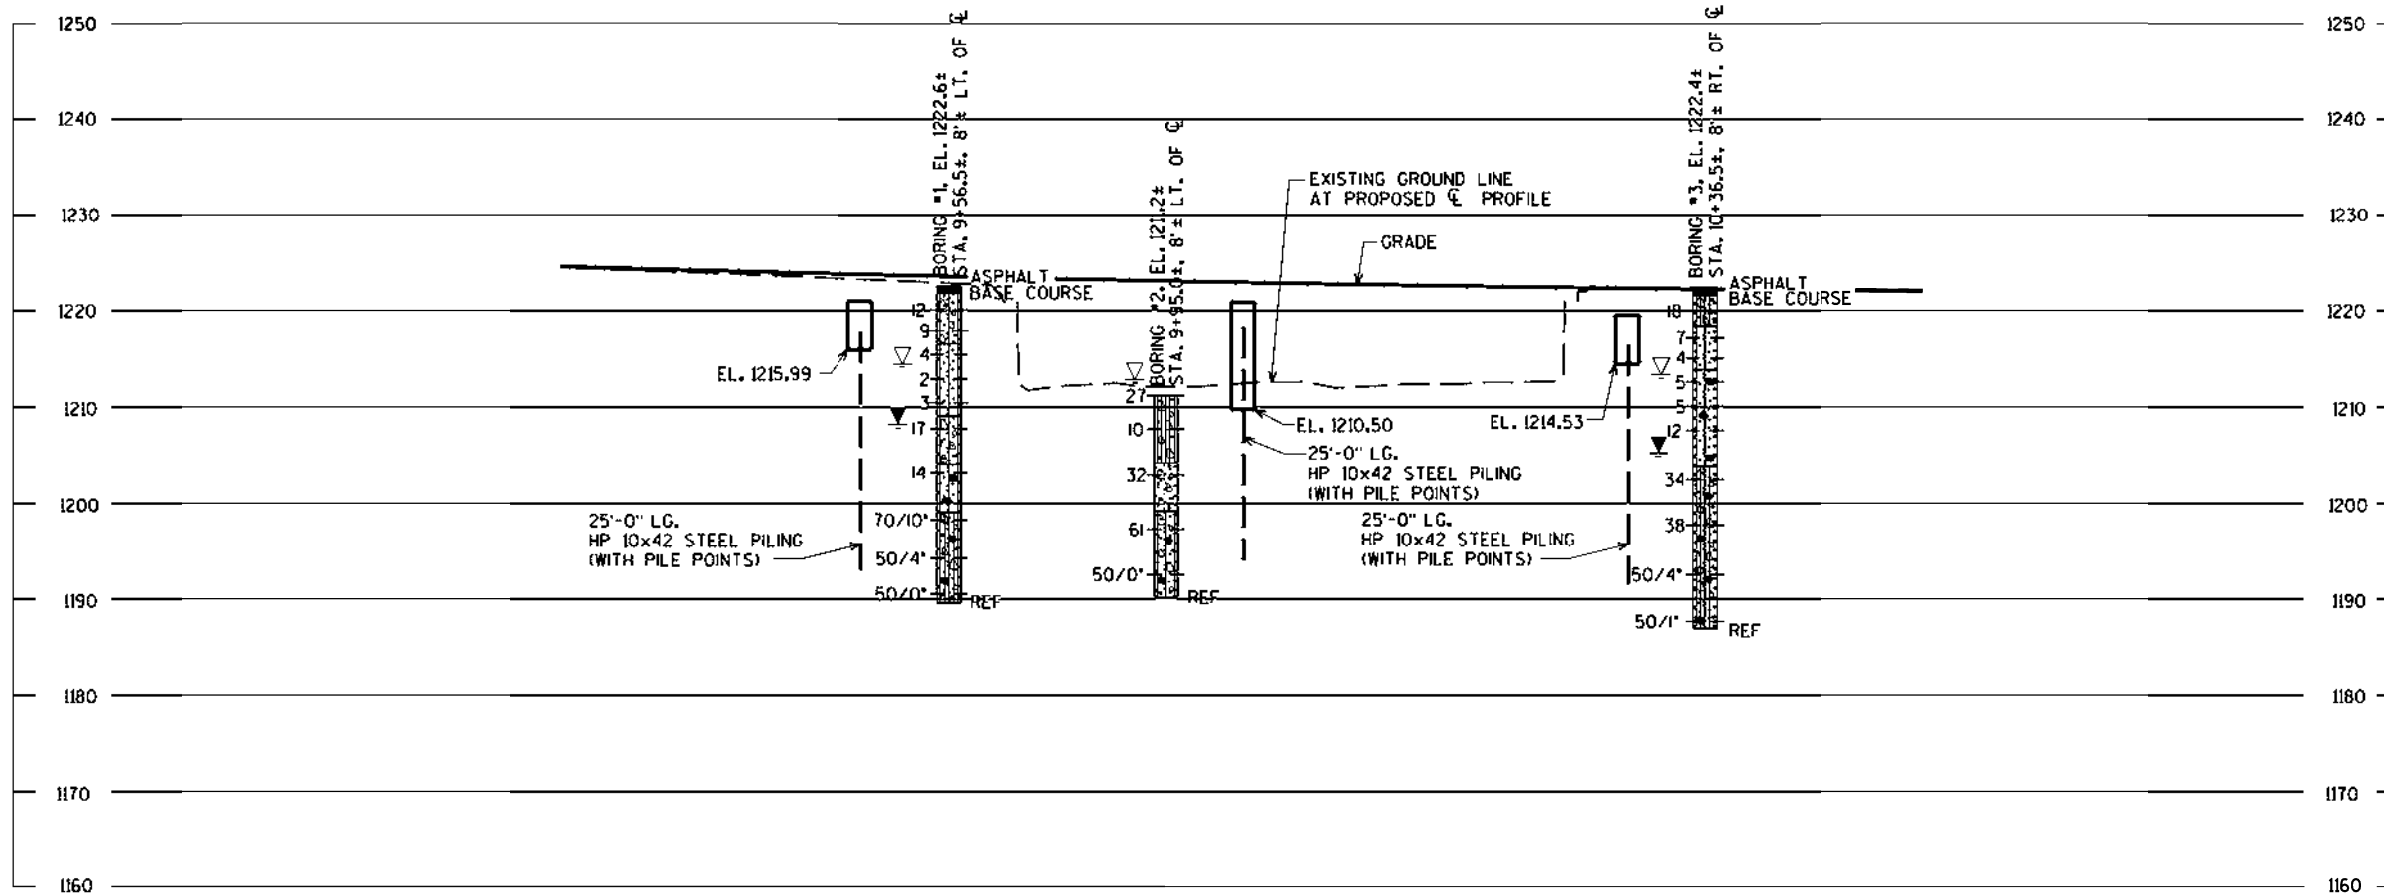 1250
1250
1240
1240
1230
1230
1220
1220
1210
1210
1200
1200
1190
1190
1180
1180
1170
1170
1160
1160
BORING #1, EL. 1222.6±
STA. 9+56.5±, 8'± LT. OF ℄
BORING #2, EL. 1211.2±
STA. 9+95.0±, 8'± LT. OF ℄
BORING #3, EL. 1222.4±
STA. 10+36.5±, 8'± RT. OF ℄
EXISTING GROUND LINE
AT PROPOSED ℄ PROFILE
GRADE
ASPHALT
BASE COURSE
ASPHALT
BASE COURSE
EL. 1215.99
12
9
4
2
3
17
14
70/10"
50/4"
50/0"
REF
25'-0" LG.
HP 10x42 STEEL PILING
(WITH PILE POINTS)
27
10
32
61
50/0"
REF
EL. 1210.50
25'-0" LG.
HP 10x42 STEEL PILING
(WITH PILE POINTS)
EL. 1214.53
25'-0" LG.
HP 10x42 STEEL PILING
(WITH PILE POINTS)
18
7
4
5
5
12
34
38
50/4"
50/1"
REF